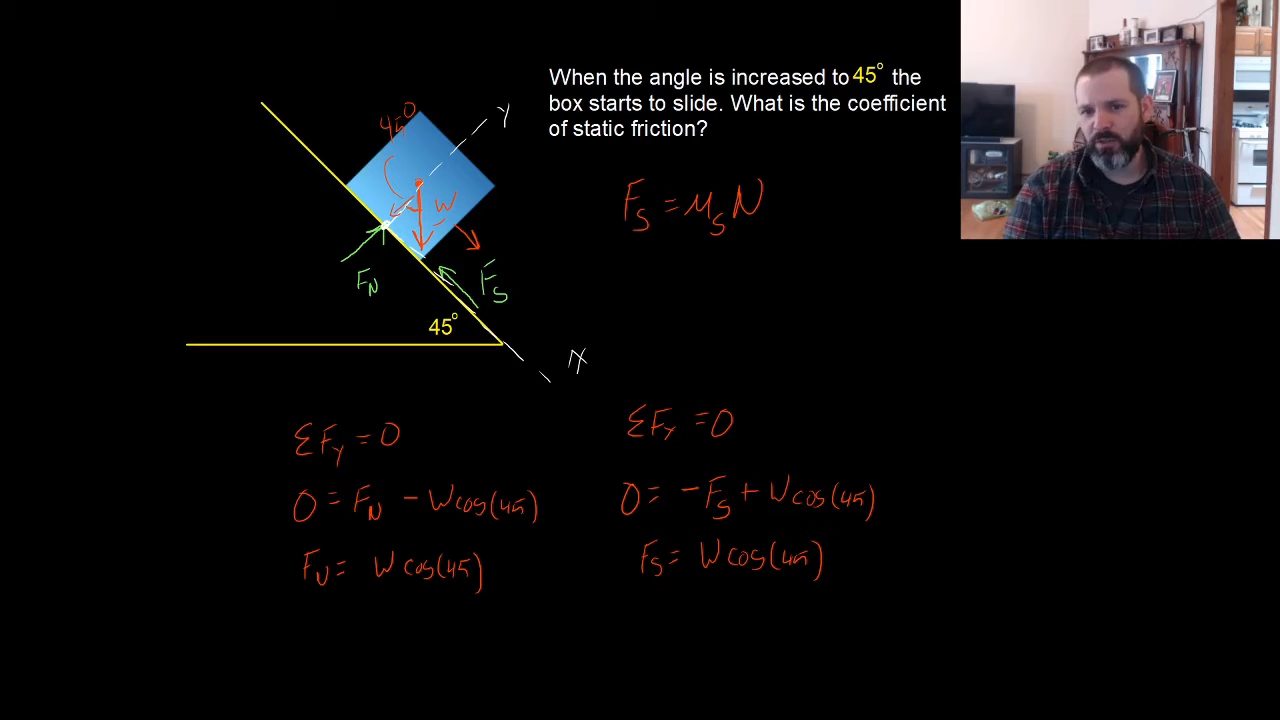 When the angle is increased to 45° the
box starts to slide. What is the coefficient
of static friction?
45°
Y
W
F_N
F_S
45°
X
F_S = μ_S N
ΣF_Y = 0
0 = F_N - W cos(45)
F_N = W cos(45)
ΣF_X = 0
0 = -F_S + W cos(45)
F_S = W cos(45)